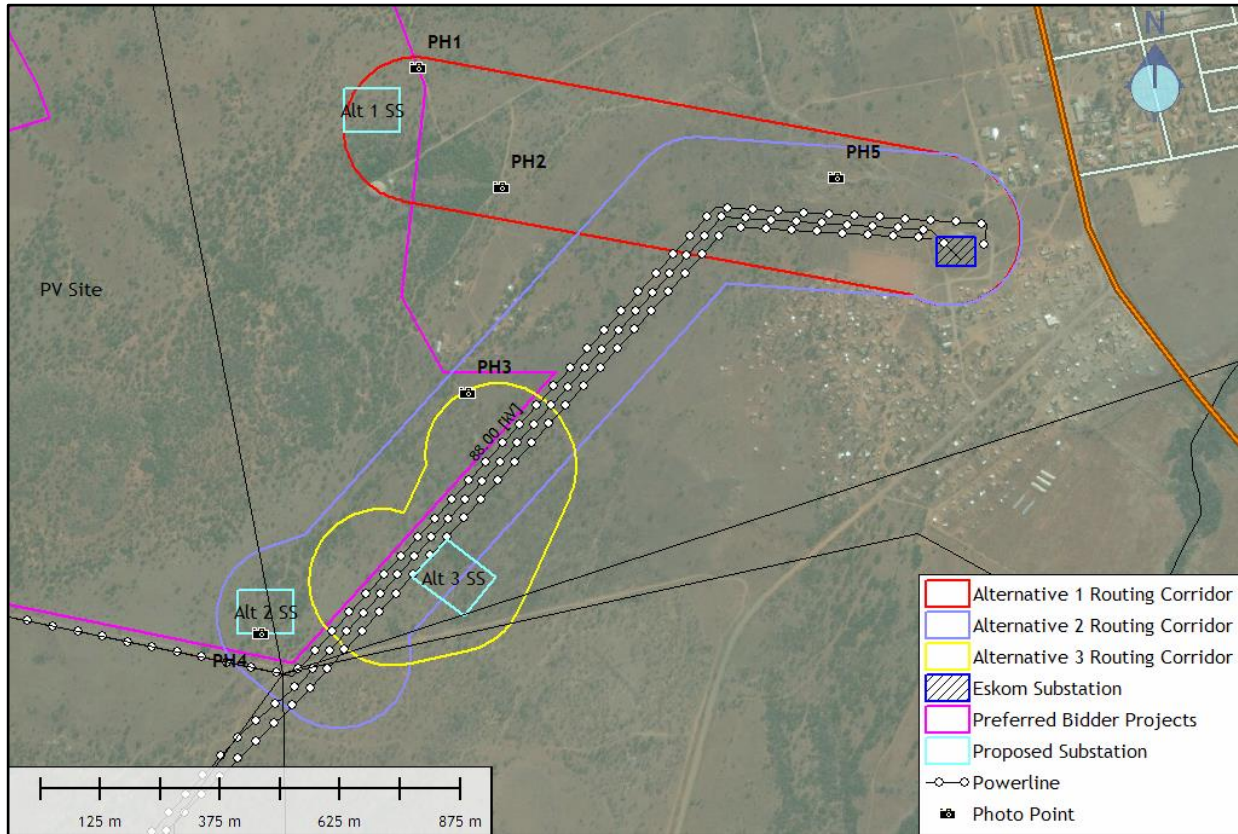 N
PH1
Alt 1 SS
PH2
PH5
PV Site
PH3
88.00 [kV]
Alt 3 SS
Alt 2 SS
PH4
Alternative 1 Routing Corridor
Alternative 2 Routing Corridor
Alternative 3 Routing Corridor
Eskom Substation
Preferred Bidder Projects
Proposed Substation
Powerline
Photo Point
125 m 375 m 625 m 875 m